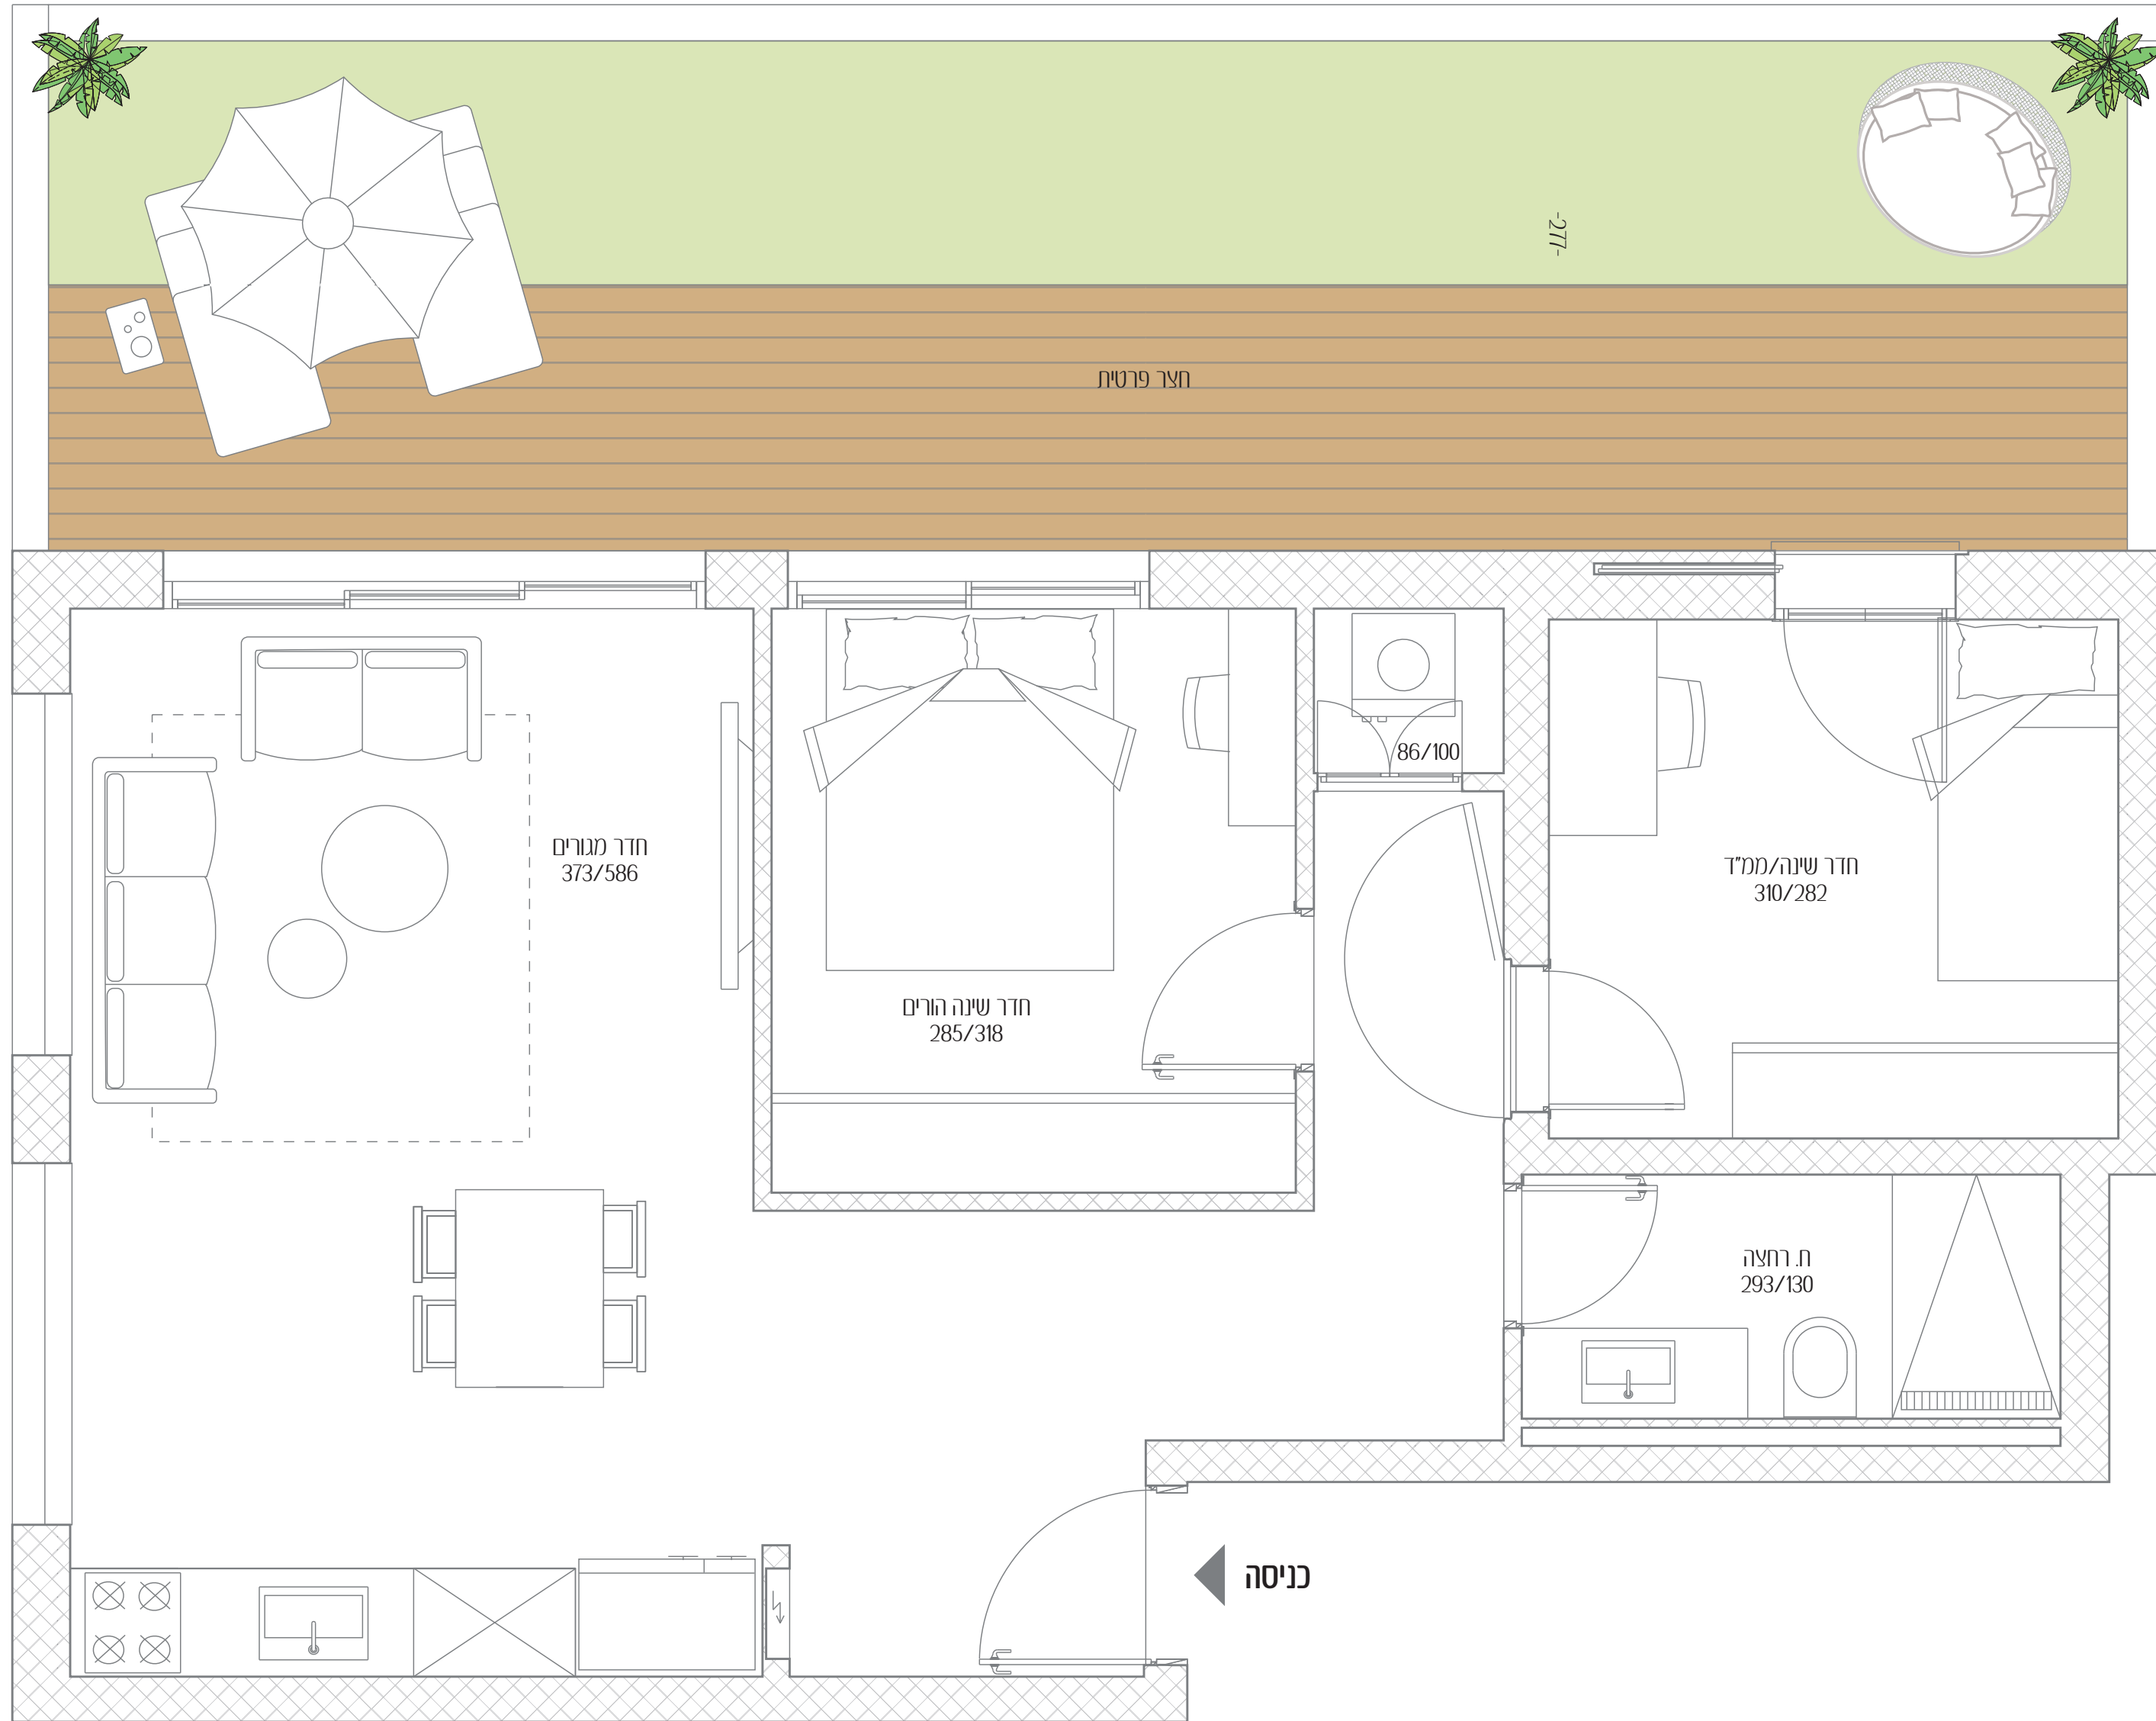 -277-
חצר פרטית
86/100
חדר מגורים
373/586
חדר שינה/ממ"ד
310/282
חדר שינה הורים
285/318
ח. רחצה
293/130
כניסה